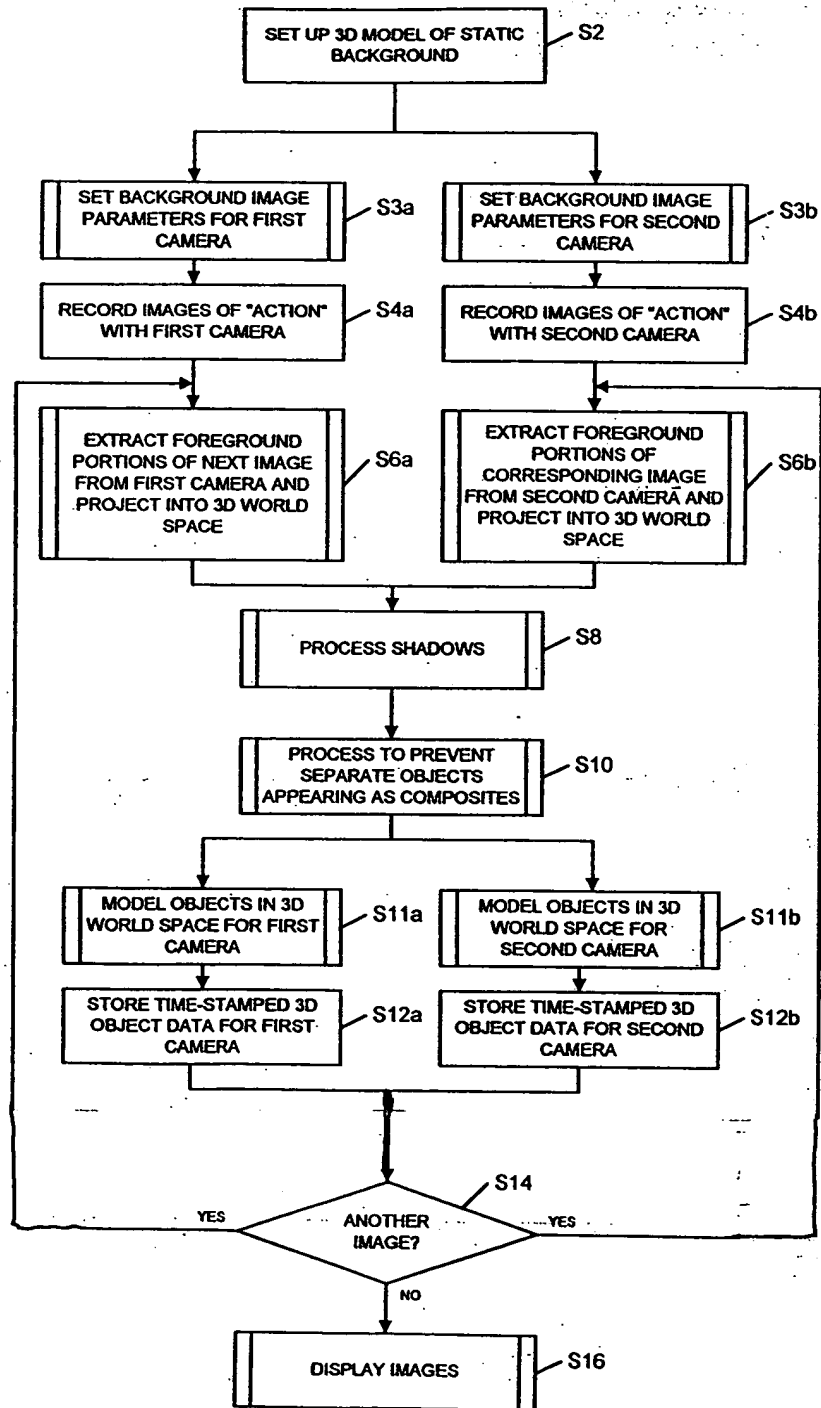 SET UP 3D MODEL OF STATIC
BACKGROUND
S2
SET BACKGROUND IMAGE
PARAMETERS FOR FIRST
CAMERA
S3a
SET BACKGROUND IMAGE
PARAMETERS FOR SECOND
CAMERA
S3b
RECORD IMAGES OF "ACTION"
WITH FIRST CAMERA
S4a
RECORD IMAGES OF "ACTION"
WITH SECOND CAMERA
S4b
EXTRACT FOREGROUND
PORTIONS OF NEXT IMAGE
FROM FIRST CAMERA AND
PROJECT INTO 3D WORLD
SPACE
S6a
EXTRACT FOREGROUND
PORTIONS OF
CORRESPONDING IMAGE
FROM SECOND CAMERA AND
PROJECT INTO 3D WORLD
SPACE
S6b
PROCESS SHADOWS
S8
PROCESS TO PREVENT
SEPARATE OBJECTS
APPEARING AS COMPOSITES
S10
MODEL OBJECTS IN 3D
WORLD SPACE FOR FIRST
CAMERA
S11a
MODEL OBJECTS IN 3D
WORLD SPACE FOR
SECOND CAMERA
S11b
STORE TIME-STAMPED 3D
OBJECT DATA FOR FIRST
CAMERA
S12a
STORE TIME-STAMPED 3D
OBJECT DATA FOR SECOND
CAMERA
S12b
S14
YES
ANOTHER
IMAGE?
YES
NO
DISPLAY IMAGES
S16